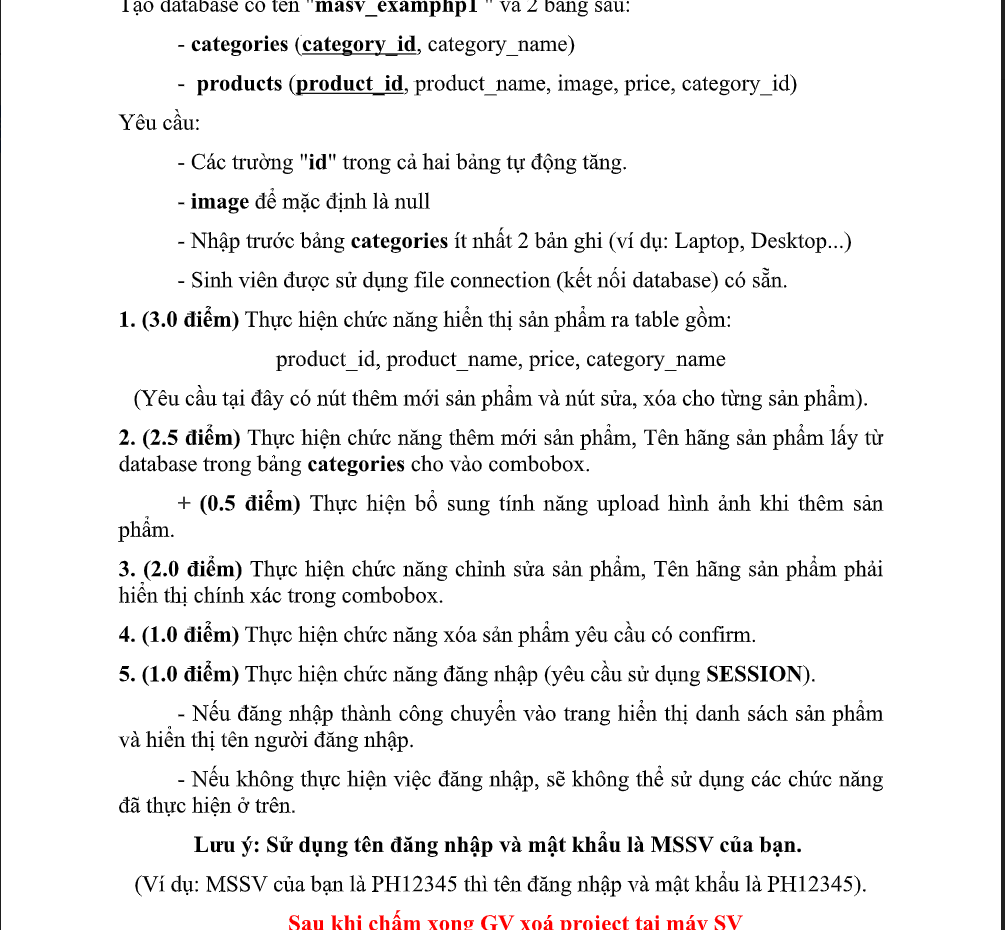 Tạo database có tên "masv_examphp1 " và 2 bảng sau:
- categories (category_id, category_name)
- products (product_id, product_name, image, price, category_id)
Yêu cầu:
- Các trường "id" trong cả hai bảng tự động tăng.
- image để mặc định là null
- Nhập trước bảng categories ít nhất 2 bản ghi (ví dụ: Laptop, Desktop...)
- Sinh viên được sử dụng file connection (kết nối database) có sẵn.
1. (3.0 điểm) Thực hiện chức năng hiển thị sản phẩm ra table gồm:
product_id, product_name, price, category_name
(Yêu cầu tại đây có nút thêm mới sản phẩm và nút sửa, xóa cho từng sản phẩm).
2. (2.5 điểm) Thực hiện chức năng thêm mới sản phẩm, Tên hãng sản phẩm lấy từ
database trong bảng categories cho vào combobox.
+ (0.5 điểm) Thực hiện bổ sung tính năng upload hình ảnh khi thêm sản
phẩm.
3. (2.0 điểm) Thực hiện chức năng chỉnh sửa sản phẩm, Tên hãng sản phẩm phải
hiển thị chính xác trong combobox.
4. (1.0 điểm) Thực hiện chức năng xóa sản phẩm yêu cầu có confirm.
5. (1.0 điểm) Thực hiện chức năng đăng nhập (yêu cầu sử dụng SESSION).
- Nếu đăng nhập thành công chuyển vào trang hiển thị danh sách sản phẩm
và hiển thị tên người đăng nhập.
- Nếu không thực hiện việc đăng nhập, sẽ không thể sử dụng các chức năng
đã thực hiện ở trên.
Lưu ý: Sử dụng tên đăng nhập và mật khẩu là MSSV của bạn.
(Ví dụ: MSSV của bạn là PH12345 thì tên đăng nhập và mật khẩu là PH12345).
Sau khi chấm xong GV xoá project tại máy SV